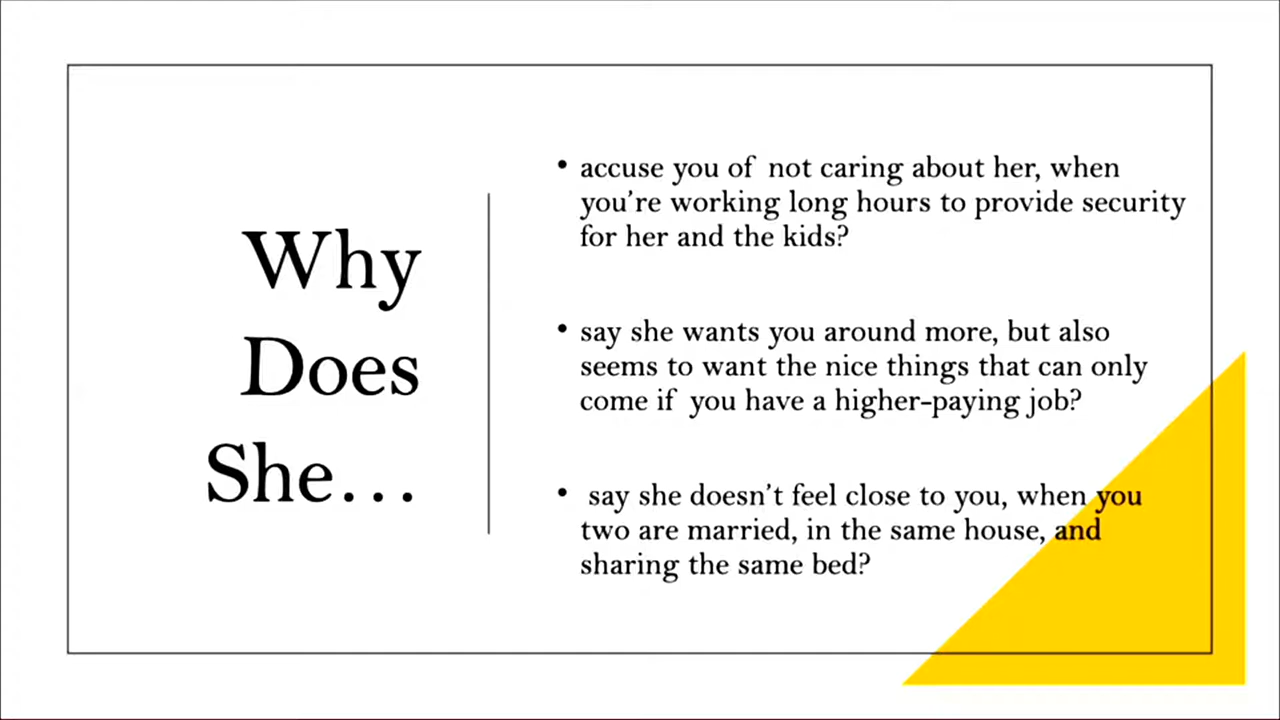 Why
Does
She...
• accuse you of not caring about her, when
you're working long hours to provide security
for her and the kids?
• say she wants you around more, but also
seems to want the nice things that can only
come if you have a higher-paying job?
• say she doesn't feel close to you, when you
two are married, in the same house, and
sharing the same bed?